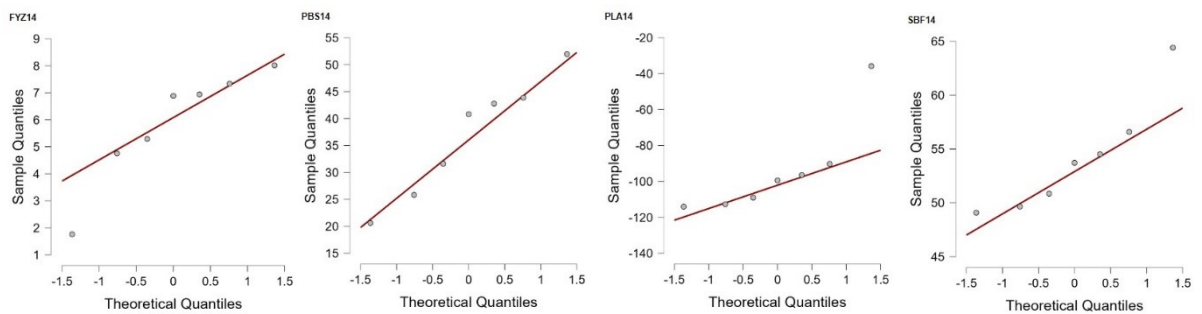 FYZ14
9
8
7
6
5
4
3
2
1
Sample Quantiles
-1.5 -1 -0.5 0 0.5 1 1.5
Theoretical Quantiles
PBS14
55
50
45
40
35
30
25
20
15
Sample Quantiles
-1.5 -1 -0.5 0 0.5 1 1.5
Theoretical Quantiles
PLA14
-20
-40
-60
-80
-100
-120
-140
Sample Quantiles
-1.5 -1 -0.5 0 0.5 1 1.5
Theoretical Quantiles
SBF14
65
60
55
50
45
Sample Quantiles
-1.5 -1 -0.5 0 0.5 1 1.5
Theoretical Quantiles